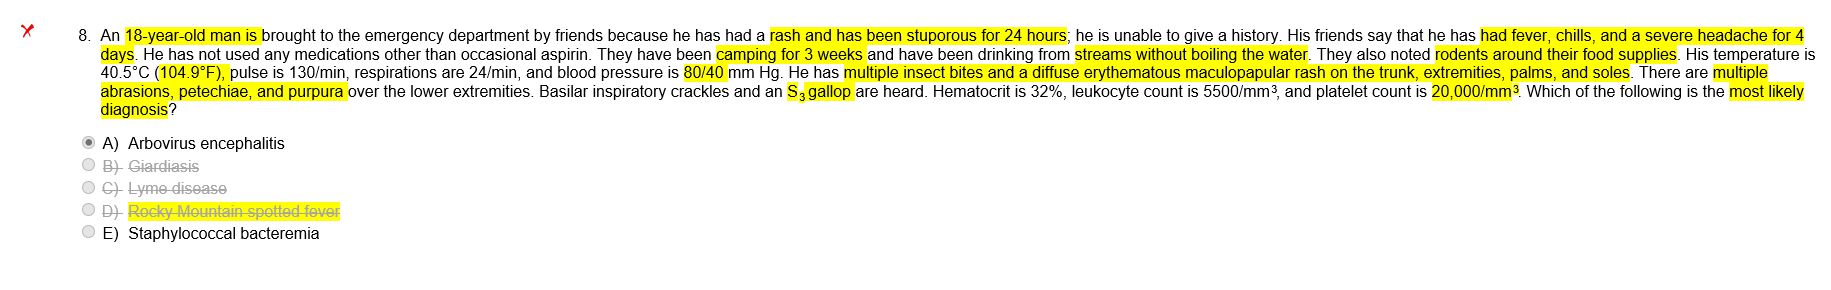 8. An 18-year-old man is brought to the emergency department by friends because he has had a rash and has been stuporous for 24 hours; he is unable to give a history. His friends say that he has had fever, chills, and a severe headache for 4
days. He has not used any medications other than occasional aspirin. They have been camping for 3 weeks and have been drinking from streams without boiling the water. They also noted rodents around their food supplies. His temperature is
40.5°C (104.9°F), pulse is 130/min, respirations are 24/min, and blood pressure is 80/40 mm Hg. He has multiple insect bites and a diffuse erythematous maculopapular rash on the trunk, extremities, palms, and soles. There are multiple
abrasions, petechiae, and purpura over the lower extremities. Basilar inspiratory crackles and an S₃ gallop are heard. Hematocrit is 32%, leukocyte count is 5500/mm³, and platelet count is 20,000/mm³. Which of the following is the most likely
diagnosis?
A) Arbovirus encephalitis
B) Giardiasis
C) Lyme disease
D) Rocky Mountain spotted fever
E) Staphylococcal bacteremia